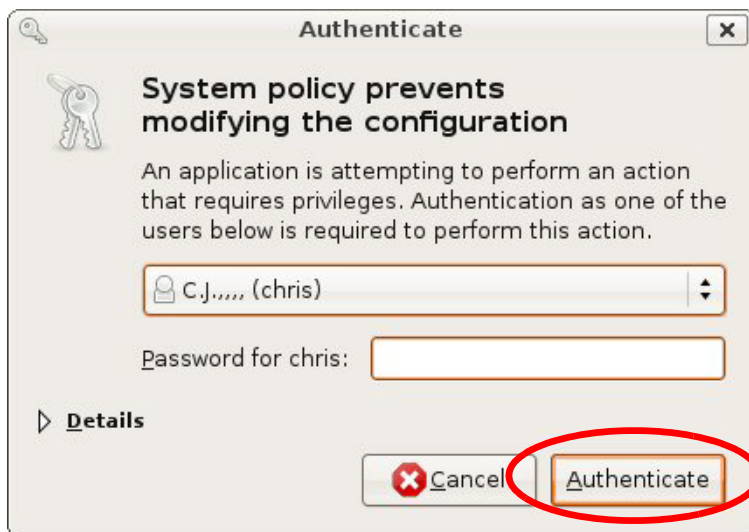 Authenticate
System policy prevents
modifying the configuration
An application is attempting to perform an action
that requires privileges. Authentication as one of the
users below is required to perform this action.
C.J.,,,,, (chris)
Password for chris:
Details
Cancel Authenticate